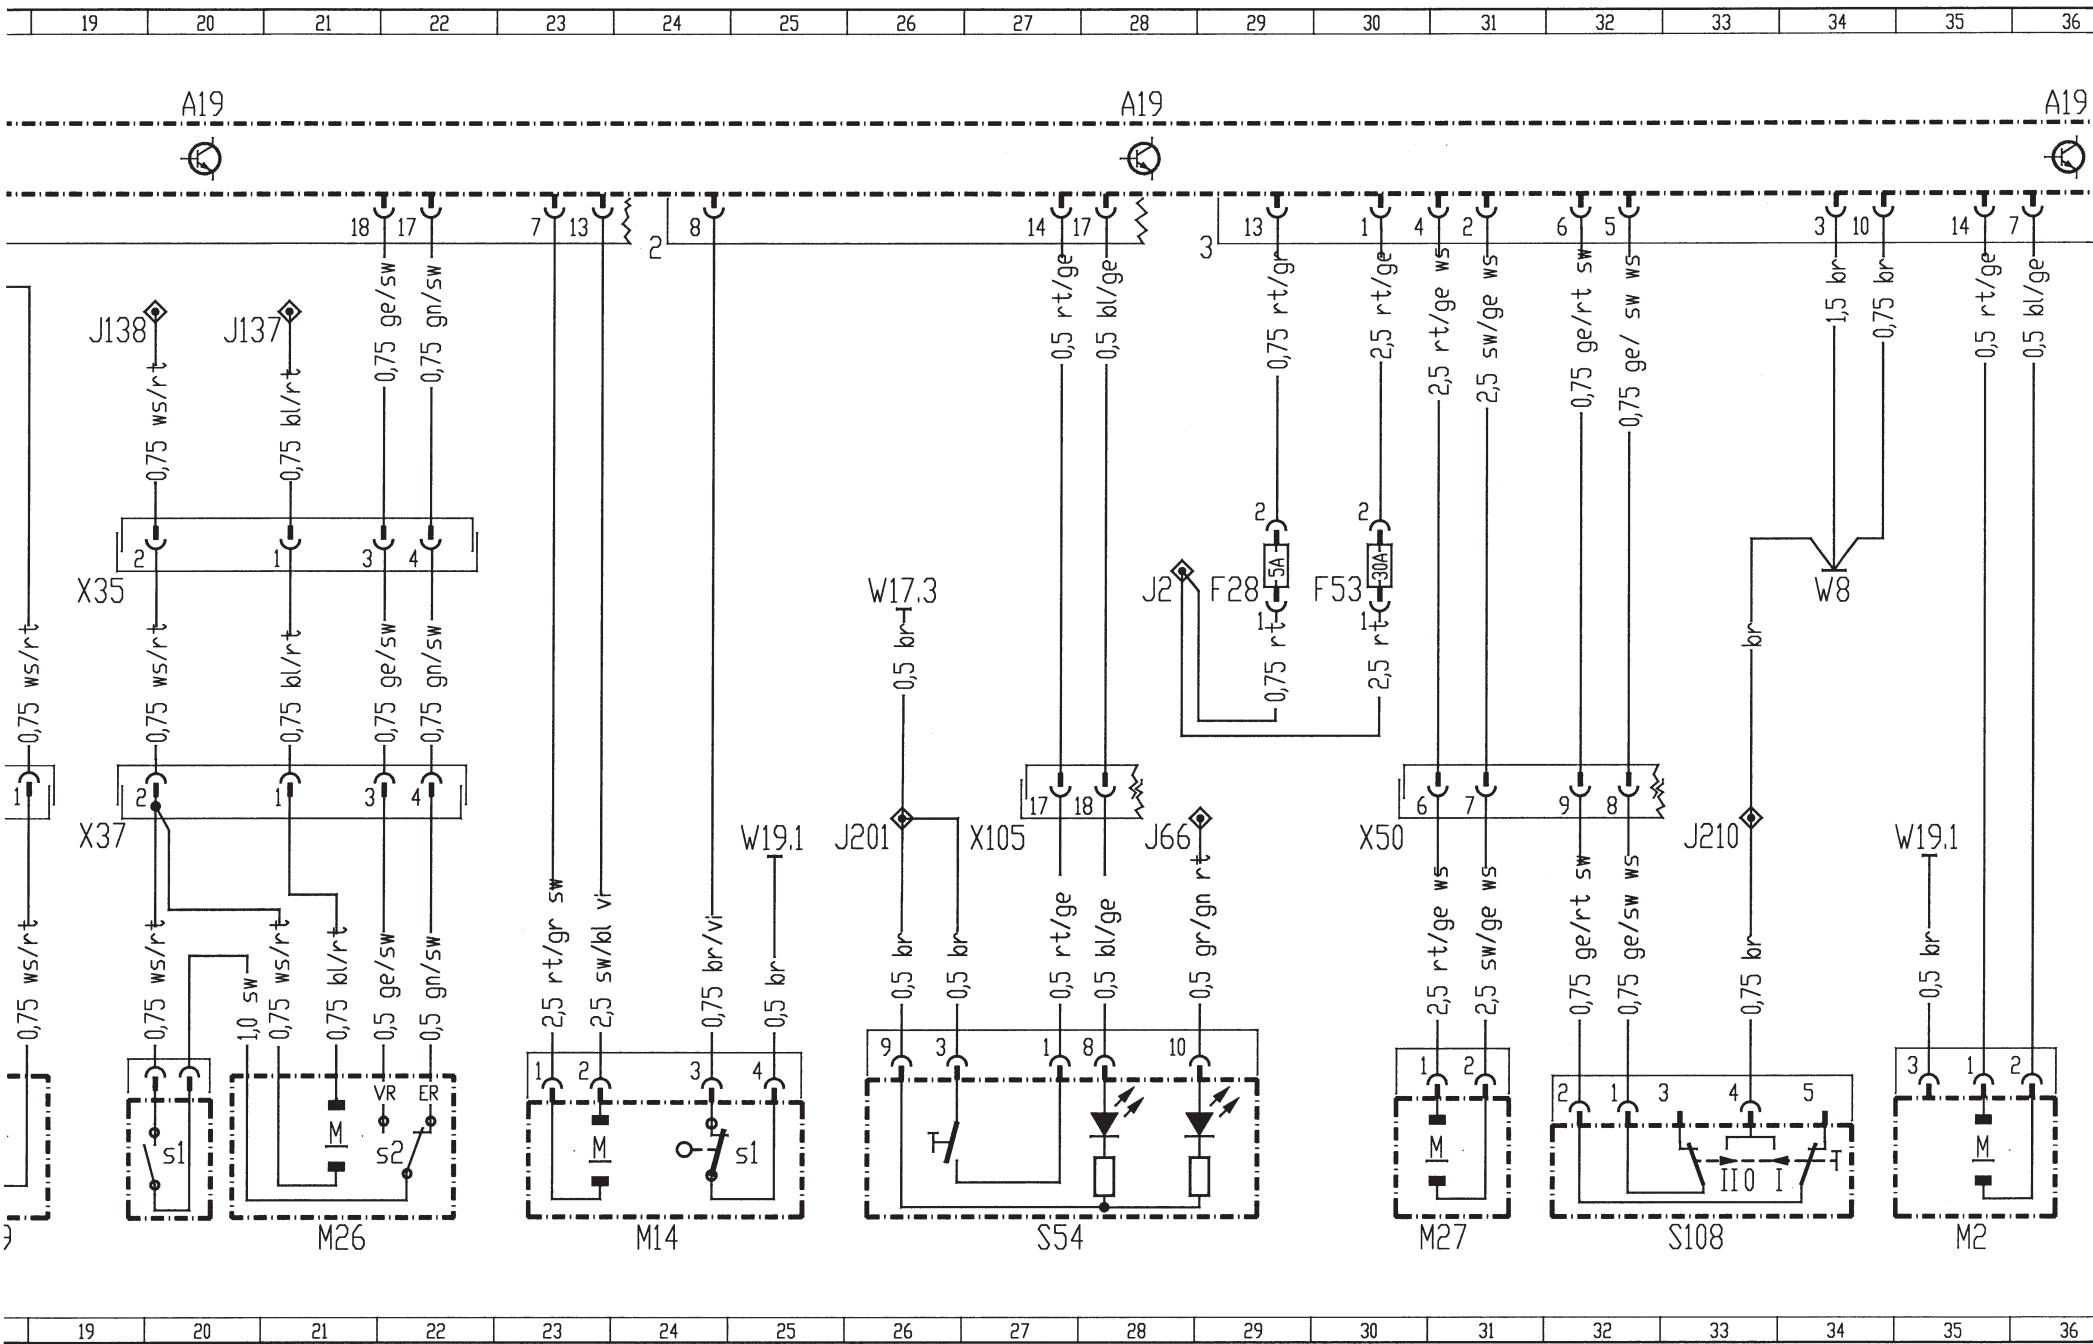 19 20 21 22 23 24 25 26 27 28 29 30 31 32 33 34 35 36
A19 A19 A19
18 17 7 13 8 14 17 13 1 4 2 6 5 3 10 14 7
2 3
0,75 ge/sw
0,75 gn/sw
0,5 rt/ge
0,5 bl/ge
0,75 rt/gr
2,5 rt/ge
2,5 rt/ge ws
2,5 sw/ge ws
0,75 ge/rt sw
0,75 ge/ sw ws
1,5 br
0,75 br
0,5 rt/ge
0,5 bl/ge
J138 J137
0,75 ws/rt
0,75 bl/rt
2 2
2 1 3 4
5A 30A
X35 W17.3 J2 F28 F53 W8
1 1
0,75 ws/rt
0,75 ws/rt
0,75 bl/rt
0,75 ge/sw
0,75 gn/sw
0,5 br
0,75 rt
2,5 rt
br
1 2 1 3 4 17 18 6 7 9 8
X37 W19.1 J201 X105 J66 X50 J210 W19.1
0,75 ws/rt
0,75 ws/rt
1,0 sw
0,75 ws/rt
0,75 bl/rt
0,5 ge/sw
0,5 gn/sw
2,5 rt/gr sw
2,5 sw/bl vi
0,75 br/vi
0,5 br
0,5 br
0,5 br
0,5 rt/ge
0,5 bl/ge
0,5 gr/gn rt
2,5 rt/ge ws
2,5 sw/ge ws
0,75 ge/rt sw
0,75 ge/sw ws
0,75 br
0,5 br
9 3 1 8 10
1 2 3 4 1 2 3 1 2
VR ER 2 1 3 4 5
s1 M s2 M s1 M II 0 I M
9 M26 M14 S54 M27 S108 M2
19 20 21 22 23 24 25 26 27 28 29 30 31 32 33 34 35 36